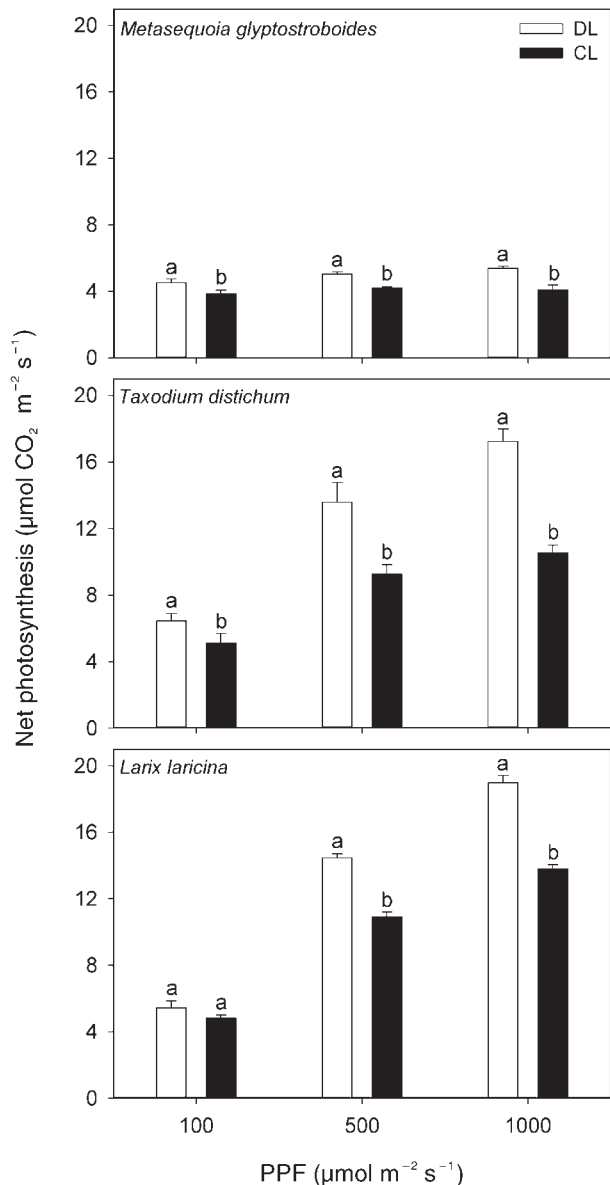 Metasequoia glyptostroboides
DL
CL
20
16
12
8
4
0
a b a b a b
Taxodium distichum
20
16
12
8
4
0
a b a b a b
Larix laricina
20
16
12
8
4
0
a a a b a b
Net photosynthesis (µmol CO₂ m⁻² s⁻¹)
100 500 1000
PPF (µmol m⁻² s⁻¹)